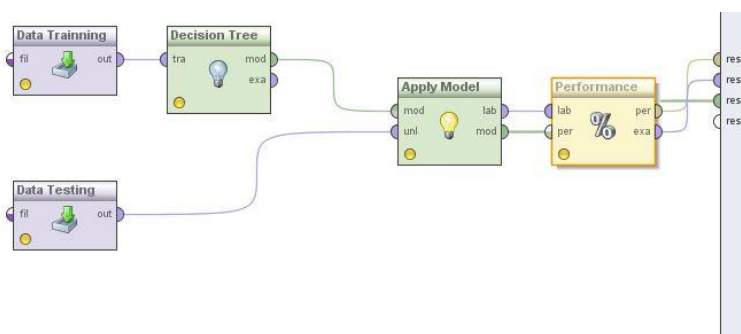 Data Trainning
fil out
Decision Tree
tra mod
exa
Apply Model
mod lab
unl mod
Performance
lab per
per exa
res
res
res
res
Data Testing
fil out